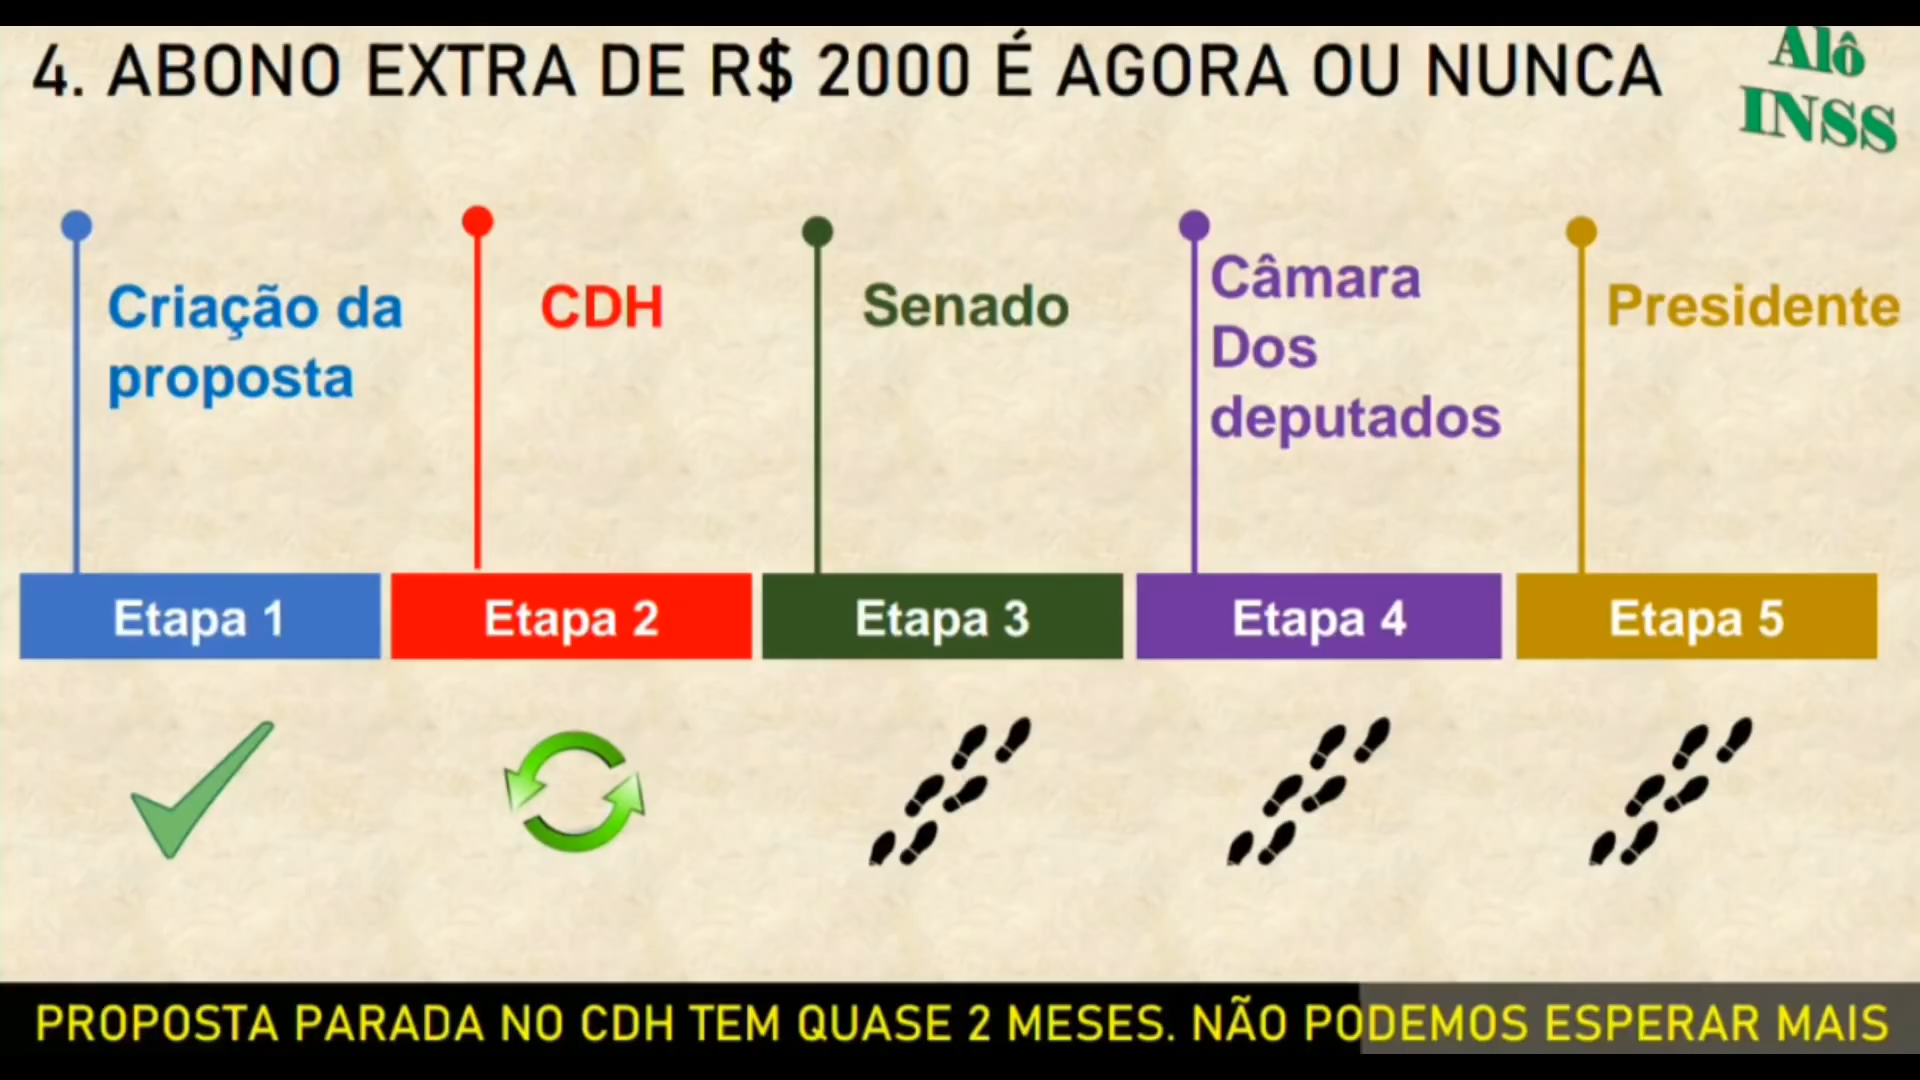 4. ABONO EXTRA DE R$ 2000 É AGORA OU NUNCA
Alô
INSS
Criação da
proposta
CDH
Senado
Câmara
Dos
deputados
Presidente
Etapa 1
Etapa 2
Etapa 3
Etapa 4
Etapa 5
PROPOSTA PARADA NO CDH TEM QUASE 2 MESES. NÃO PODEMOS ESPERAR MAIS